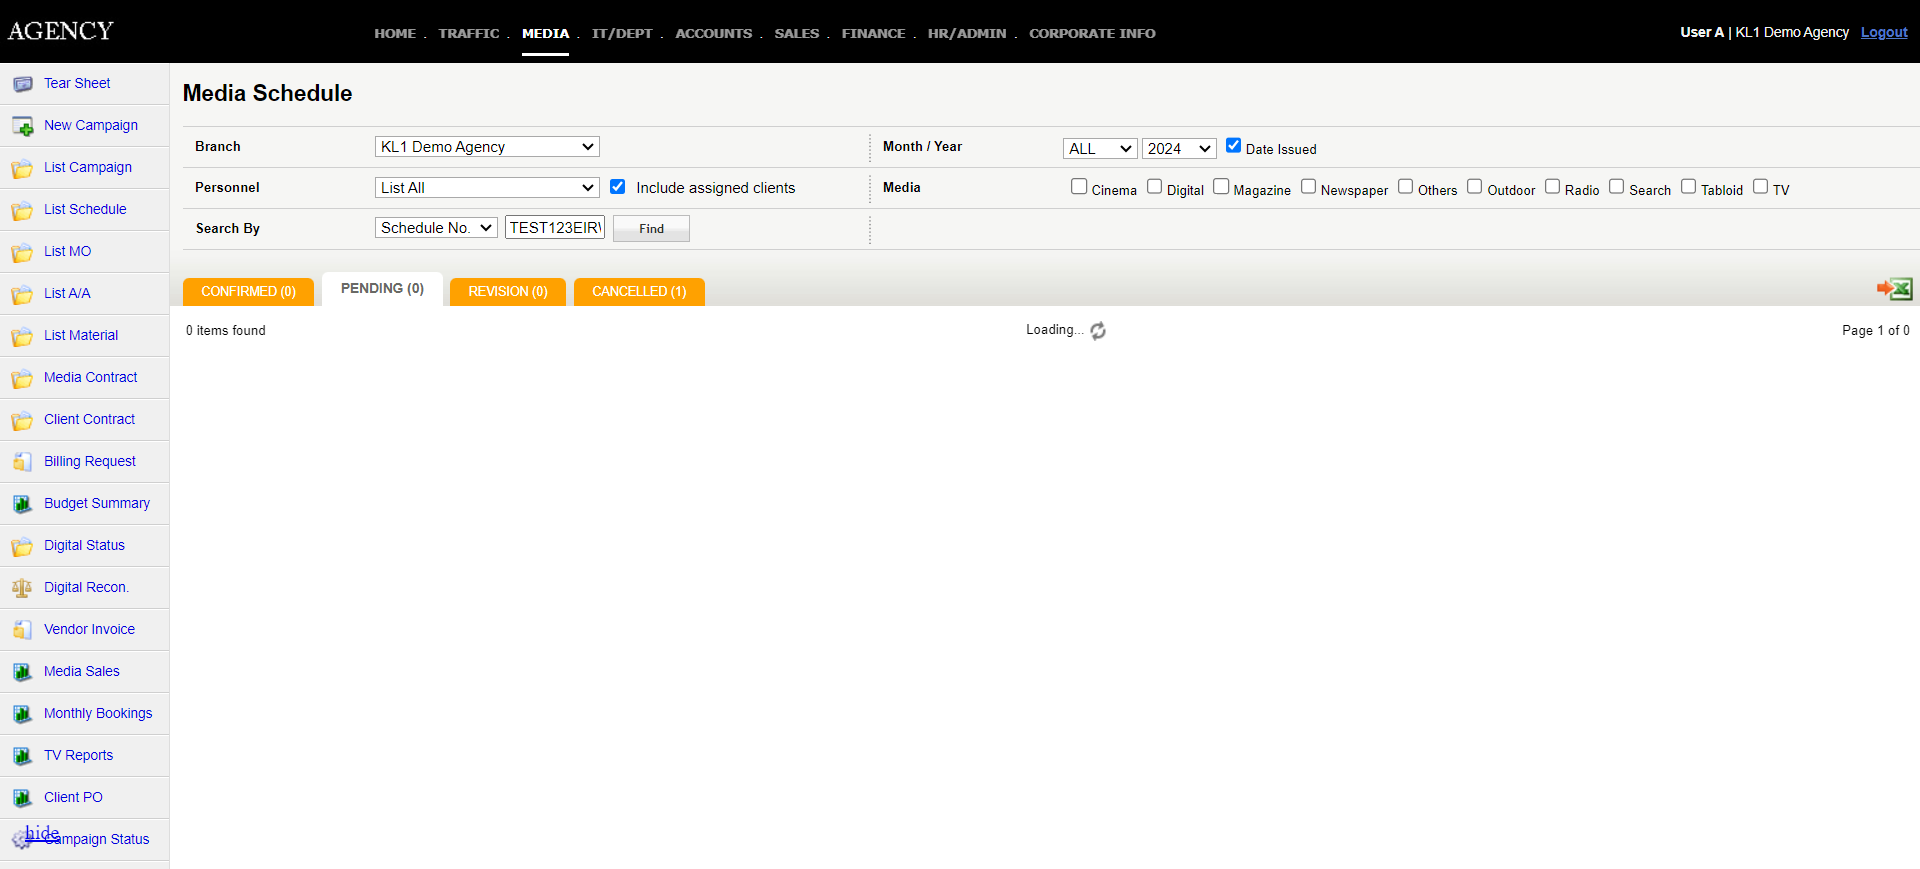 AGENCY
HOME . TRAFFIC . MEDIA . IT/DEPT . ACCOUNTS . SALES . FINANCE . HR/ADMIN . CORPORATE INFO
User A | KL1 Demo Agency Logout
Tear Sheet
New Campaign
List Campaign
List Schedule
List MO
List A/A
List Material
Media Contract
Client Contract
Billing Request
Budget Summary
Digital Status
Digital Recon.
Vendor Invoice
Media Sales
Monthly Bookings
TV Reports
Client PO
hide
Campaign Status
Media Schedule
Branch KL1 Demo Agency Month / Year ALL 2024 Date Issued
Personnel List All Include assigned clients Media Cinema Digital Magazine Newspaper Others Outdoor Radio Search Tabloid TV
Search By Schedule No. TEST123EIR Find
CONFIRMED (0) PENDING (0) REVISION (0) CANCELLED (1)
0 items found Loading... Page 1 of 0